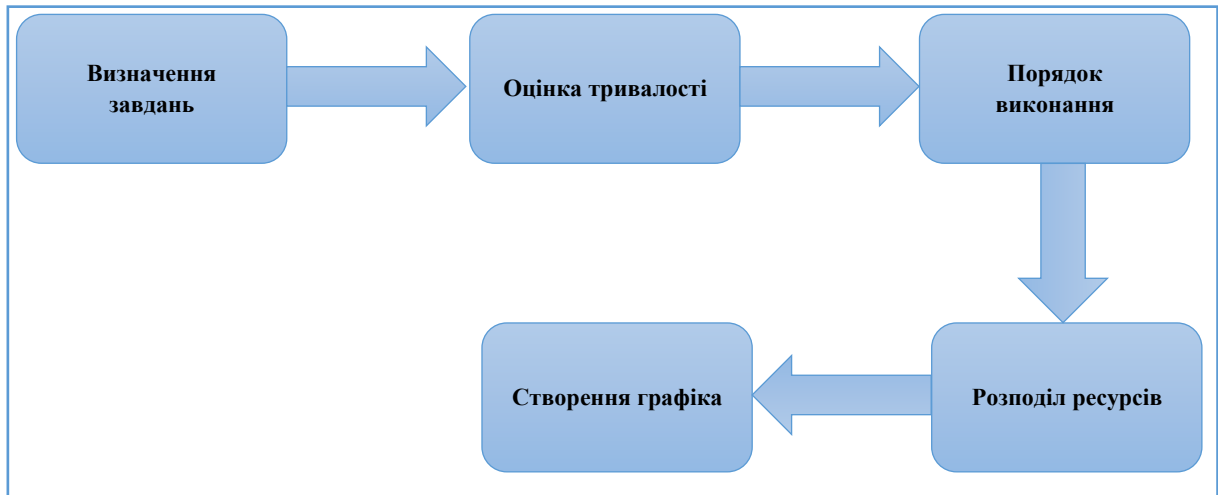 Визначення
завдань
Оцінка тривалості
Порядок
виконання
Розподіл ресурсів
Створення графіка